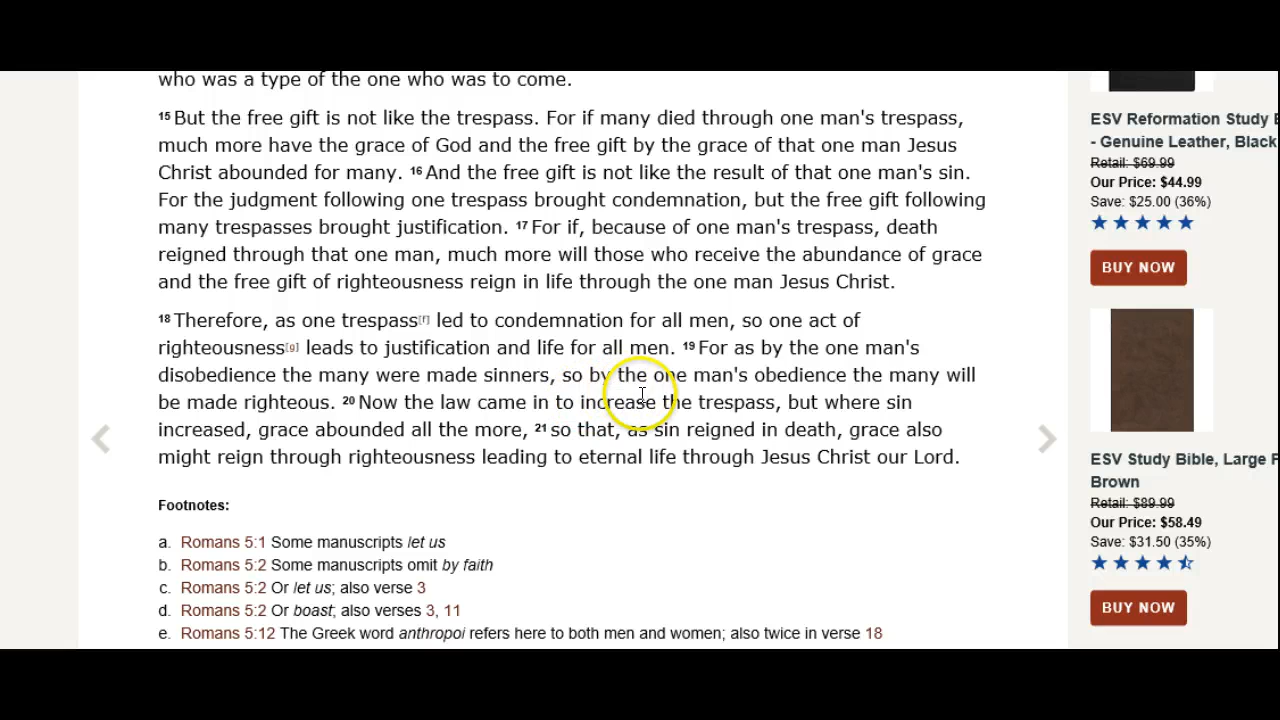 who was a type of the one who was to come.
15 But the free gift is not like the trespass. For if many died through one man's trespass,
much more have the grace of God and the free gift by the grace of that one man Jesus
Christ abounded for many. 16 And the free gift is not like the result of that one man's sin.
For the judgment following one trespass brought condemnation, but the free gift following
many trespasses brought justification. 17 For if, because of one man's trespass, death
reigned through that one man, much more will those who receive the abundance of grace
and the free gift of righteousness reign in life through the one man Jesus Christ.
18 Therefore, as one trespass[f] led to condemnation for all men, so one act of
righteousness[g] leads to justification and life for all men. 19 For as by the one man's
disobedience the many were made sinners, so by the one man's obedience the many will
be made righteous. 20 Now the law came in to increase the trespass, but where sin
increased, grace abounded all the more, 21 so that, as sin reigned in death, grace also
might reign through righteousness leading to eternal life through Jesus Christ our Lord.
Footnotes:
a. Romans 5:1 Some manuscripts let us
b. Romans 5:2 Some manuscripts omit by faith
c. Romans 5:2 Or let us; also verse 3
d. Romans 5:2 Or boast; also verses 3, 11
e. Romans 5:12 The Greek word anthropoi refers here to both men and women; also twice in verse 18
ESV Reformation Study
- Genuine Leather, Black
Retail: $69.99
Our Price: $44.99
Save: $25.00 (36%)
BUY NOW
ESV Study Bible, Large
Brown
Retail: $89.99
Our Price: $58.49
Save: $31.50 (35%)
BUY NOW